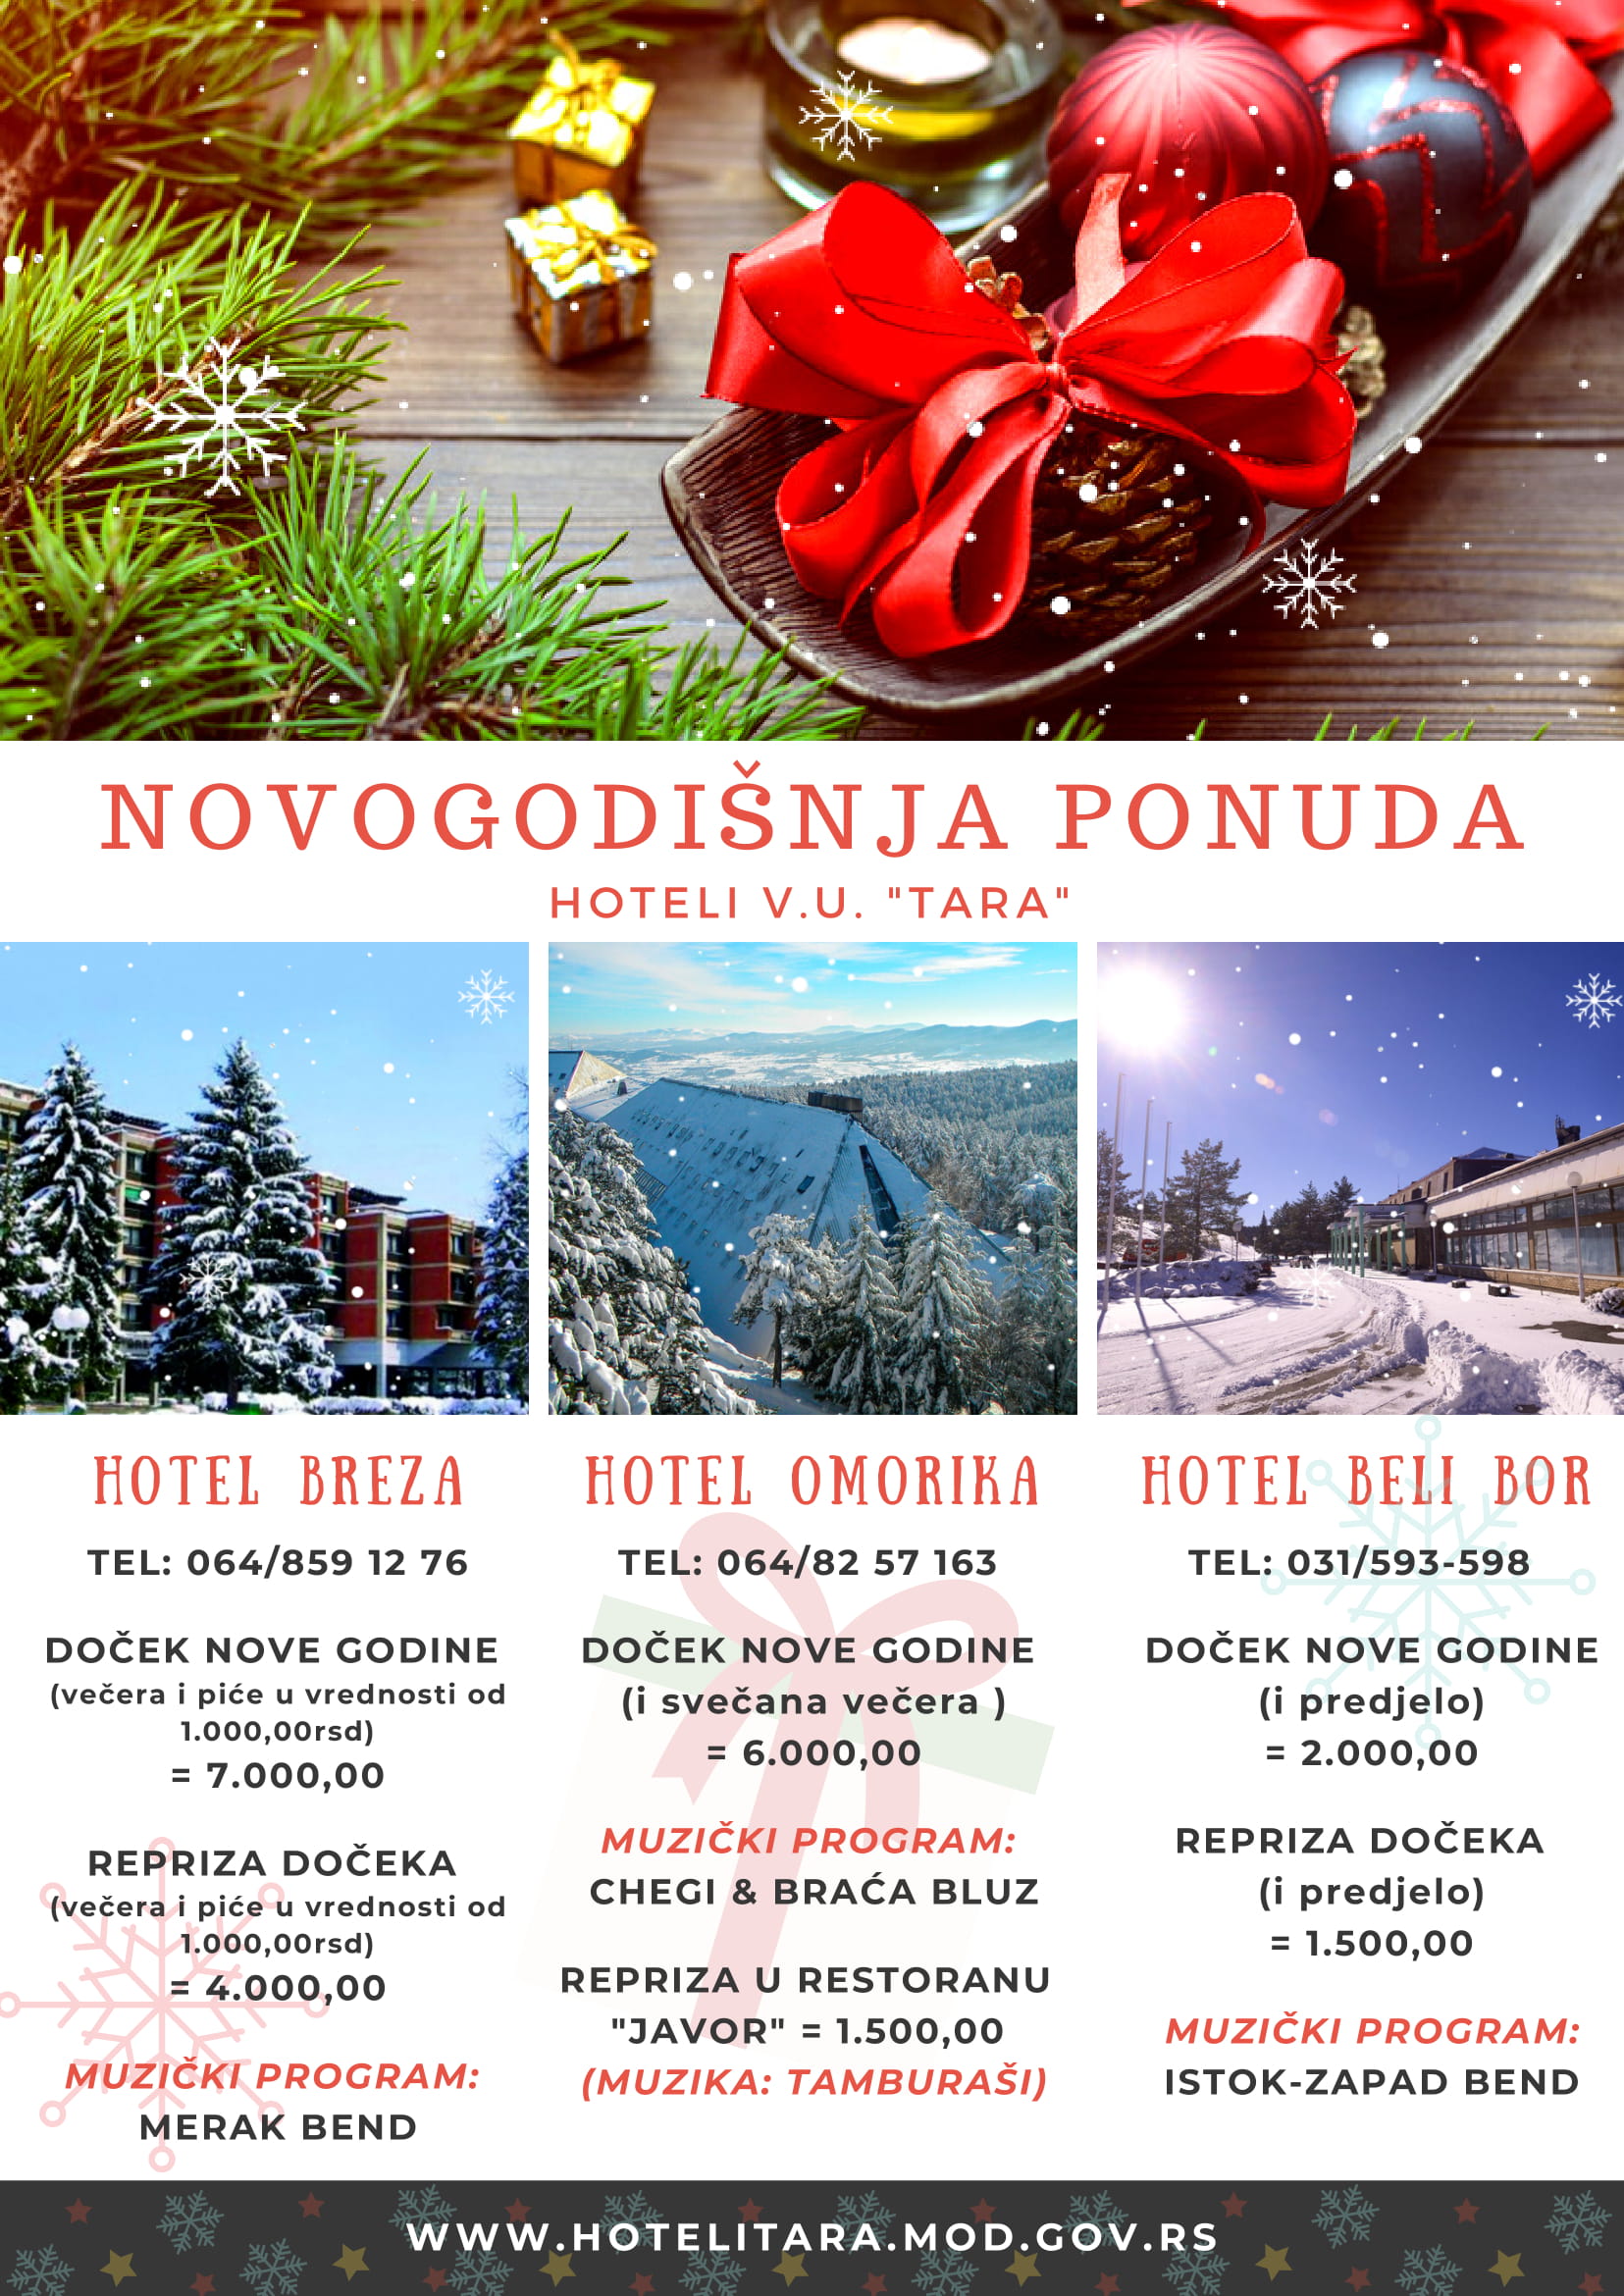 NOVOGODIŠNJA PONUDA
HOTELI V.U. "TARA"
HOTEL BREZA
TEL: 064/859 12 76
DOČEK NOVE GODINE
(večera i piće u vrednosti od
1.000,00rsd)
= 7.000,00
REPRIZA DOČEKA
(večera i piće u vrednosti od
1.000,00rsd)
= 4.000,00
MUZIČKI PROGRAM:
MERAK BEND
HOTEL OMORIKA
TEL: 064/82 57 163
DOČEK NOVE GODINE
(i svečana večera )
= 6.000,00
MUZIČKI PROGRAM:
CHEGI & BRAĆA BLUZ
REPRIZA U RESTORANU
"JAVOR" = 1.500,00
(MUZIKA: TAMBURAŠI)
HOTEL BELI BOR
TEL: 031/593-598
DOČEK NOVE GODINE
(i predjelo)
= 2.000,00
REPRIZA DOČEKA
(i predjelo)
= 1.500,00
MUZIČKI PROGRAM:
ISTOK-ZAPAD BEND
WWW.HOTELITARA.MOD.GOV.RS